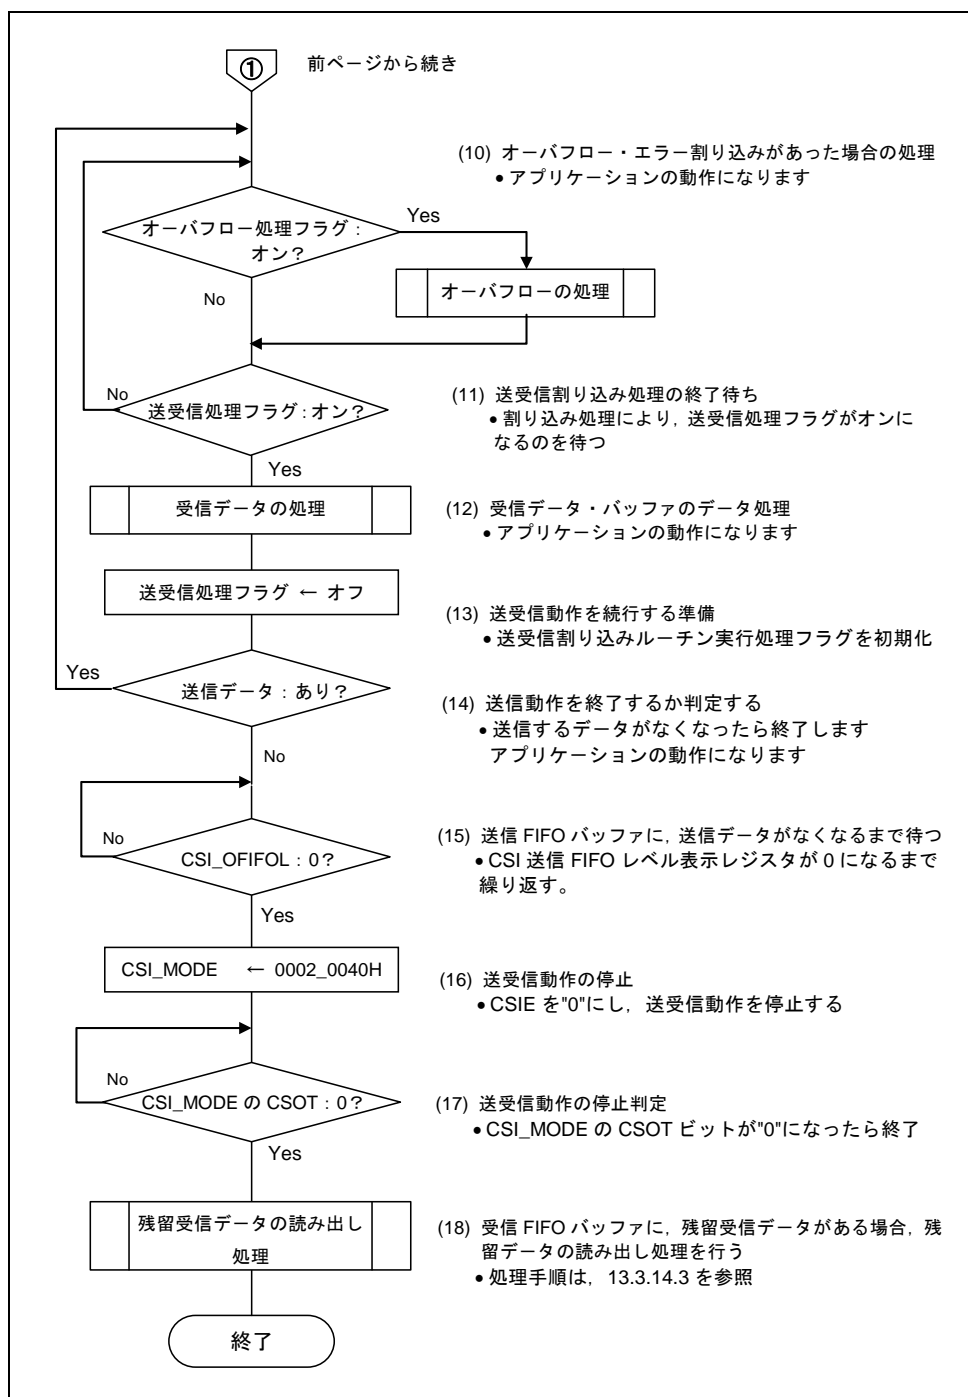 ① 前ページから続き
(10) オーバフロー・エラー割り込みがあった場合の処理
• アプリケーションの動作になります
オーバフロー処理フラグ：
オン？
Yes
オーバフローの処理
No
送受信処理フラグ：オン？
No
(11) 送受信割り込み処理の終了待ち
• 割り込み処理により，送受信処理フラグがオンに
なるのを待つ
Yes
受信データの処理
(12) 受信データ・バッファのデータ処理
• アプリケーションの動作になります
送受信処理フラグ ← オフ
(13) 送受信動作を続行する準備
• 送受信割り込みルーチン実行処理フラグを初期化
Yes
送信データ：あり？
(14) 送信動作を終了するか判定する
• 送信するデータがなくなったら終了します
アプリケーションの動作になります
No
No
CSI_OFIFOL：0？
(15) 送信 FIFO バッファに，送信データがなくなるまで待つ
• CSI 送信 FIFO レベル表示レジスタが 0 になるまで
繰り返す。
Yes
CSI_MODE ← 0002_0040H
(16) 送受信動作の停止
• CSIE を"0"にし，送受信動作を停止する
No
CSI_MODE の CSOT：0？
(17) 送受信動作の停止判定
• CSI_MODE の CSOT ビットが"0"になったら終了
Yes
残留受信データの読み出し
処理
(18) 受信 FIFO バッファに，残留受信データがある場合，残
留データの読み出し処理を行う
• 処理手順は，13.3.14.3 を参照
終了